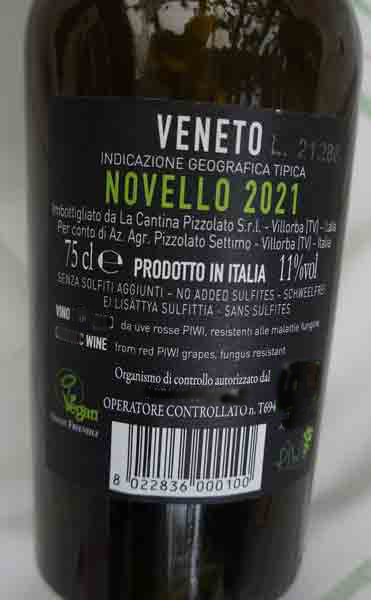 VENETO L. 21288
INDICAZIONE GEOGRAFICA TIPICA
NOVELLO 2021
Imbottigliato da La Cantina Pizzolato S.r.l. - Villorba (TV) - Italia
Per conto di Az. Agr. Pizzolato Settimo - Villorba (TV) - Italia
75 cl e PRODOTTO IN ITALIA 11%vol
SENZA SOLFITI AGGIUNTI - NO ADDED SULFITES - SCHWEFELFREI
EI LISÄTTYÄ SULFITTIA - SANS SULFITES
VINO da uve rosse PIWI, resistenti alle malattie fungine
WINE from red PIWI grapes, fungus resistant
Organismo di controllo autorizzato dal
OPERATORE CONTROLLATO n. T694
Vegan
FRIENDLY
PIWI
8 022836 000100